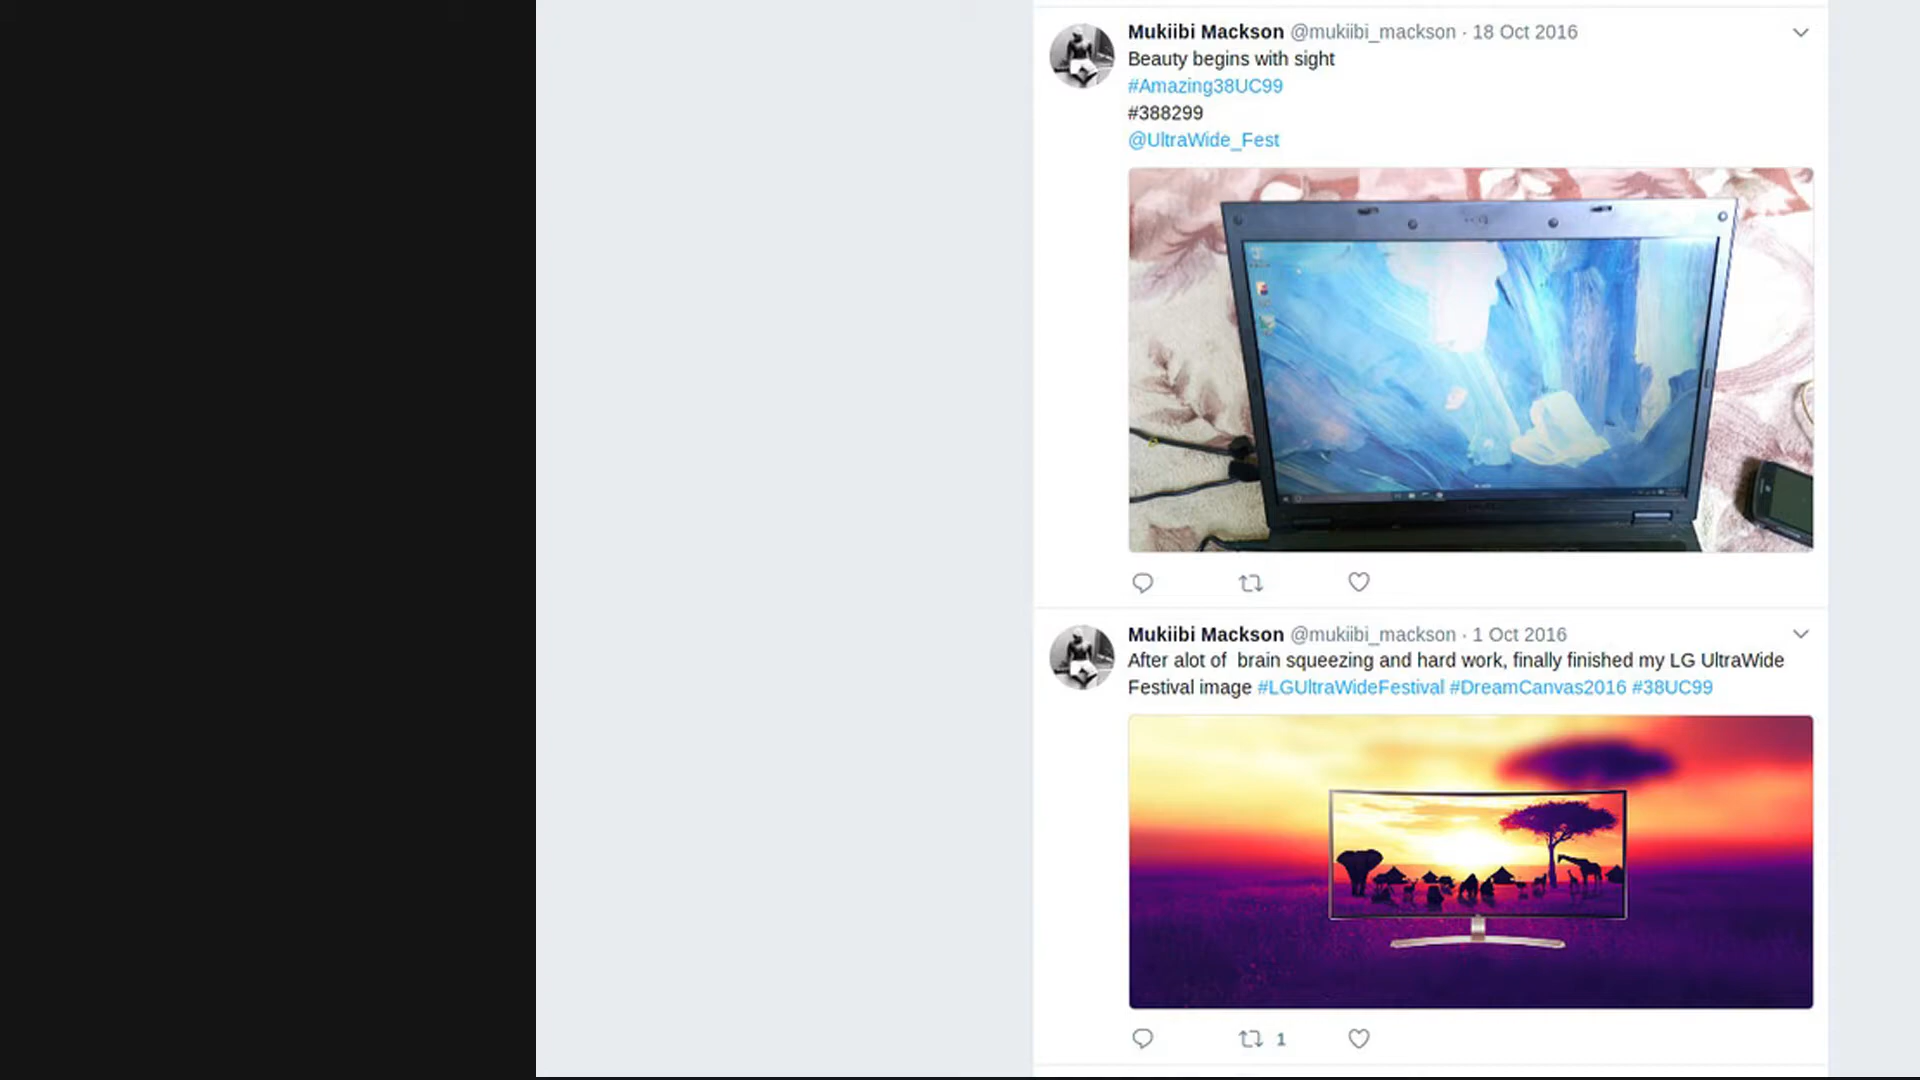 Mukiibi Mackson @mukiibi_mackson · 18 Oct 2016
Beauty begins with sight
#Amazing38UC99
#388299
@UltraWide_Fest
Mukiibi Mackson @mukiibi_mackson · 1 Oct 2016
After alot of  brain squeezing and hard work, finally finished my LG UltraWide
Festival image #LGUltraWideFestival #DreamCanvas2016 #38UC99
1